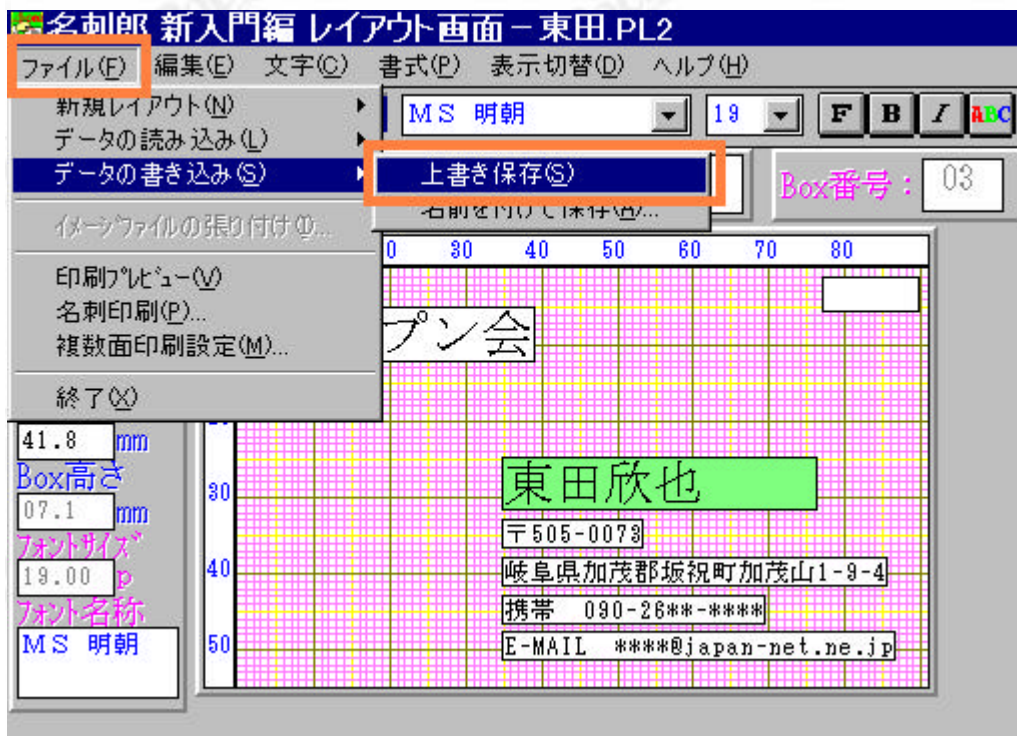 名刺郎 新入門編 レイアウト画面 － 東田.PL2
ファイル(F) 編集(E) 文字(C) 書式(P) 表示切替(D) ヘルプ(H)
新規レイアウト(N)
データの読み込み(L)
データの書き込み(S)
イメージファイルの張り付け(I)...
印刷プレビュー(V)
名刺印刷(P)...
複数面印刷設定(M)...
終了(X)
上書き保存(S)
名前を付けて保存(A)...
MS 明朝 19 F B I ABC
Box番号： 03
0 30 40 50 60 70 80
プン会
41.8 mm
Box高さ
07.1 mm
フォントサイズ
19.00 p
フォント名称
MS 明朝
30
40
50
東田欣也
〒505-0073
岐阜県加茂郡坂祝町加茂山1-9-4
携帯 090-26**-****
E-MAIL ****@japan-net.ne.jp